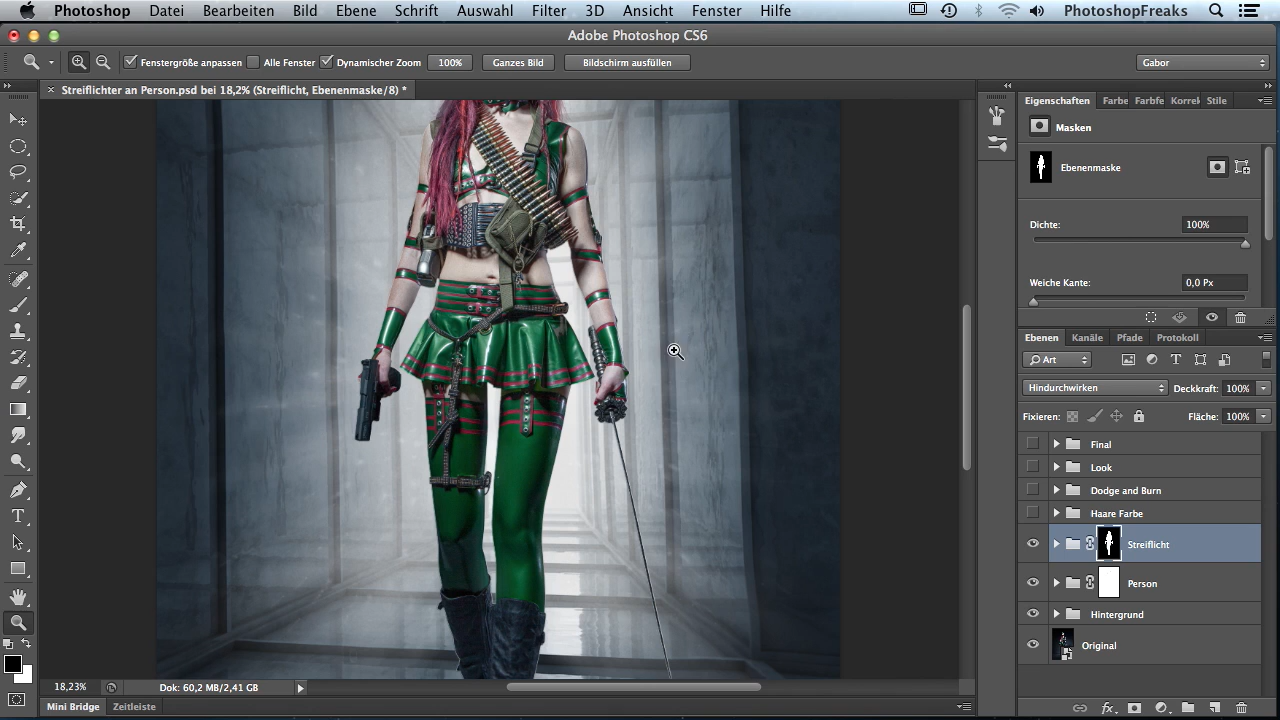 Photoshop Datei Bearbeiten Bild Ebene Schrift Auswahl Filter 3D Ansicht Fenster Hilfe PhotoshopFreaks
Adobe Photoshop CS6
Fenstergröße anpassen Alle Fenster Dynamischer Zoom 100% Ganzes Bild Bildschirm ausfüllen Gabor
Streiflichter an Person.psd bei 18,2% (Streiflicht, Ebenenmaske/8) *
Eigenschaften Farbe Farbfe Korrek Stile
Masken
Ebenenmaske
Dichte: 100%
Weiche Kante: 0,0 Px
Ebenen Kanäle Pfade Protokoll
Art
Hindurchwirken Deckkraft: 100%
Fixieren: Fläche: 100%
Final
Look
Dodge and Burn
Haare Farbe
Streiflicht
Person
Hintergrund
Original
18,23% Dok: 60,2 MB/2,41 GB
Mini Bridge Zeitleiste